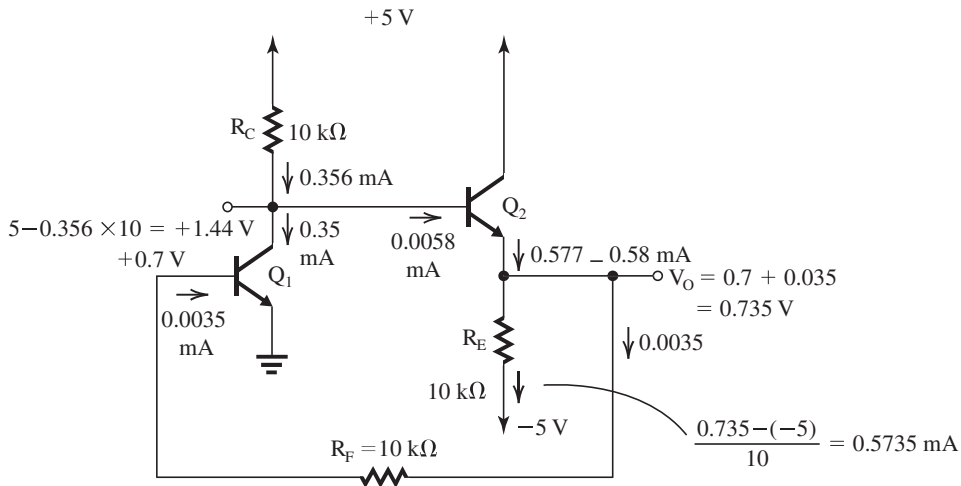 +5 V
R_C 10 kΩ
0.356 mA
5−0.356 ×10 = +1.44 V
0.35
mA
Q_2
0.0058
mA
+0.7 V
Q_1
0.577 _ 0.58 mA
V_O = 0.7 + 0.035
= 0.735 V
0.0035
mA
R_E
0.0035
10 kΩ
−5 V
0.735−(−5)
10
= 0.5735 mA
R_F =10 kΩ